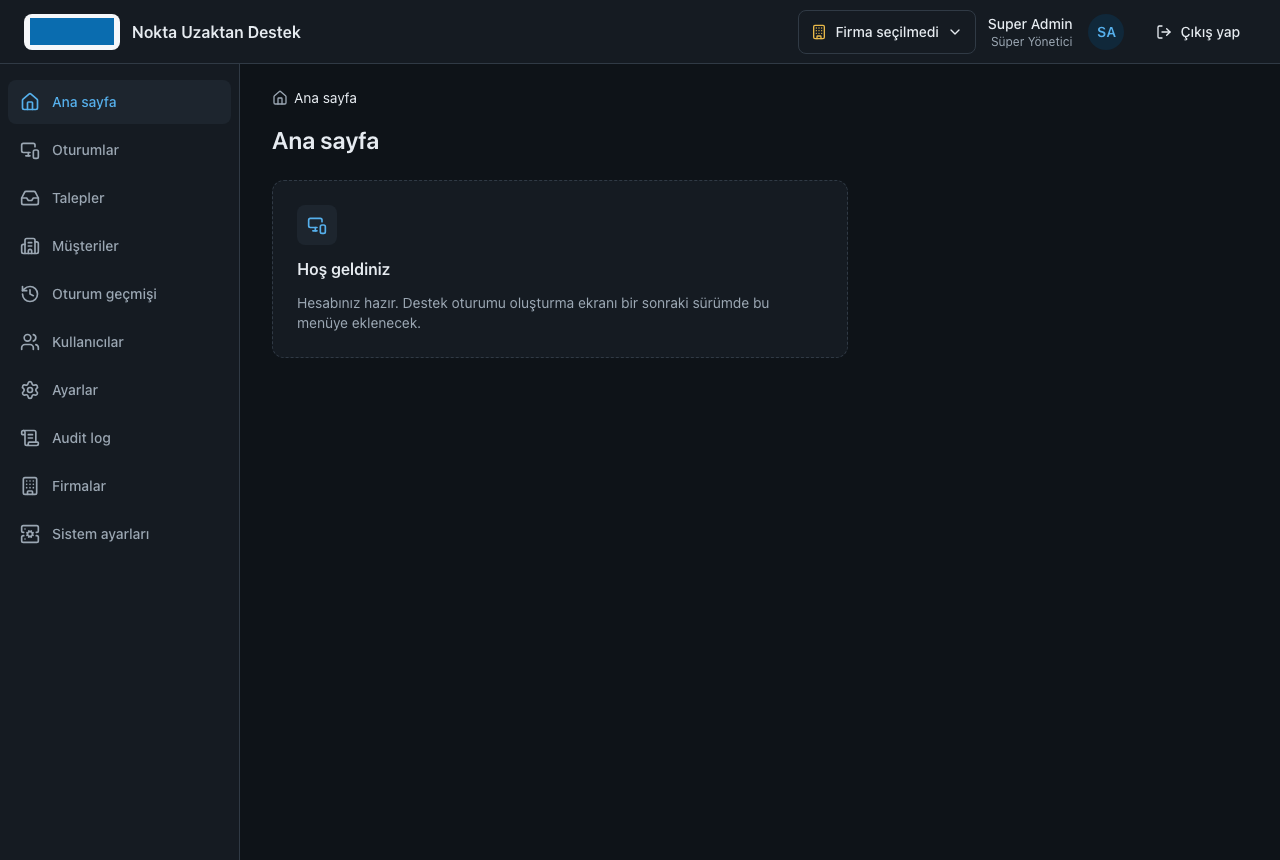 Nokta Uzaktan Destek
Firma seçilmedi
Super Admin
Süper Yönetici
SA
Çıkış yap
Ana sayfa
Oturumlar
Talepler
Müşteriler
Oturum geçmişi
Kullanıcılar
Ayarlar
Audit log
Firmalar
Sistem ayarları
Ana sayfa
Ana sayfa
Hoş geldiniz
Hesabınız hazır. Destek oturumu oluşturma ekranı bir sonraki sürümde bu
menüye eklenecek.